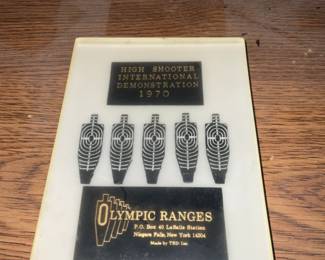 HIGH SHOOTER
INTERNATIONAL
DEMONSTRATION
1970
OLYMPIC RANGES
P.O. Box 40 LaSalle Station
Niagara Falls, New York 14304
Made by TRD Inc.